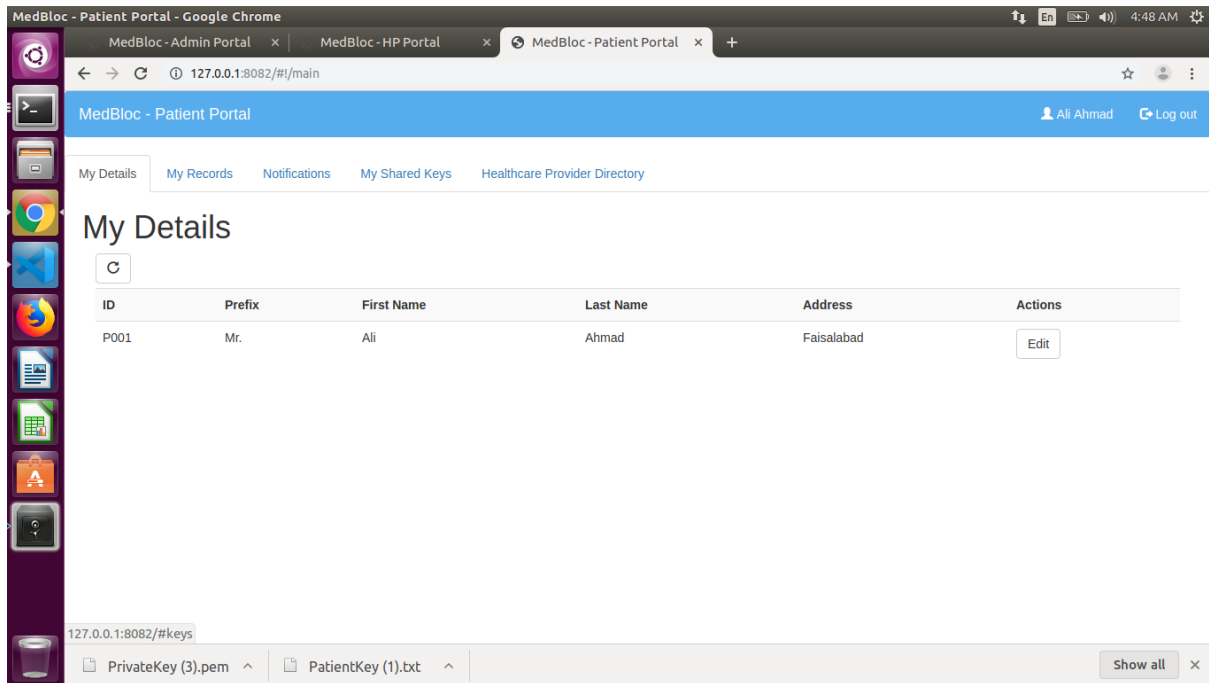 MedBloc - Patient Portal - Google Chrome En 4:48 AM
MedBloc - Admin Portal × MedBloc - HP Portal × MedBloc - Patient Portal × +
127.0.0.1:8082/#!/main
MedBloc - Patient Portal Ali Ahmad Log out
My Details My Records Notifications My Shared Keys Healthcare Provider Directory
My Details
ID Prefix First Name Last Name Address Actions
P001 Mr. Ali Ahmad Faisalabad Edit
127.0.0.1:8082/#keys
PrivateKey (3).pem PatientKey (1).txt Show all ×